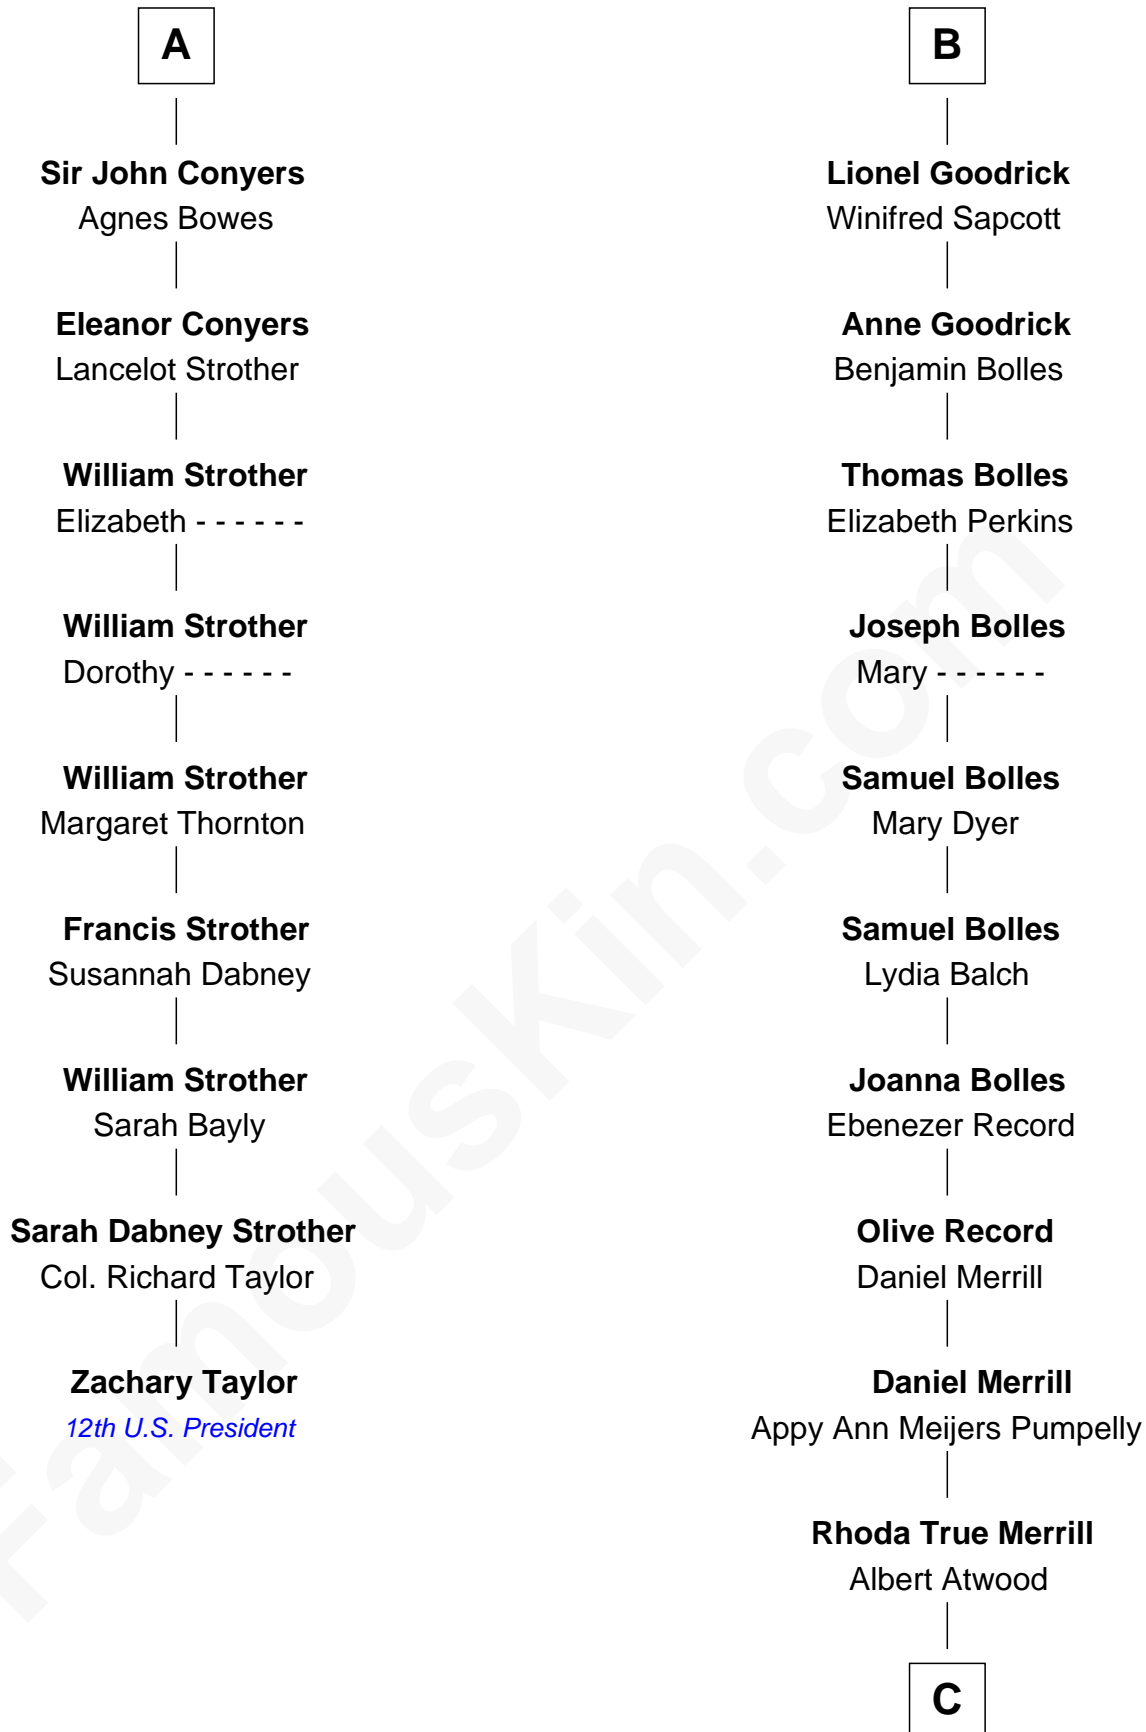 A
Sir John Conyers
Agnes Bowes
Eleanor Conyers
Lancelot Strother
William Strother
Elizabeth - - - - - -
William Strother
Dorothy - - - - - -
William Strother
Margaret Thornton
Francis Strother
Susannah Dabney
William Strother
Sarah Bayly
Sarah Dabney Strother
Col. Richard Taylor
Zachary Taylor
12th U.S. President
B
Lionel Goodrick
Winifred Sapcott
Anne Goodrick
Benjamin Bolles
Thomas Bolles
Elizabeth Perkins
Joseph Bolles
Mary - - - - - -
Samuel Bolles
Mary Dyer
Samuel Bolles
Lydia Balch
Joanna Bolles
Ebenezer Record
Olive Record
Daniel Merrill
Daniel Merrill
Appy Ann Meijers Pumpelly
Rhoda True Merrill
Albert Atwood
C
FamousKin.com